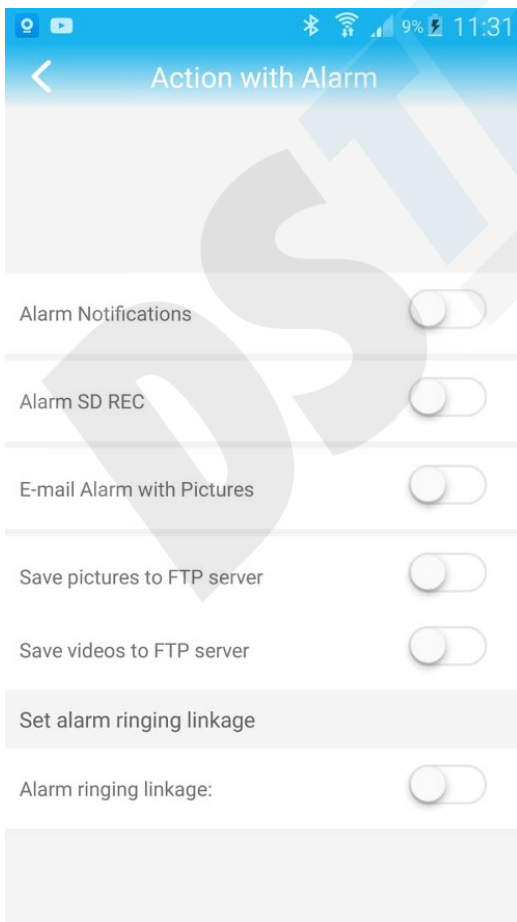 9% 11:31
Action with Alarm
Alarm Notifications
Alarm SD REC
E-mail Alarm with Pictures
Save pictures to FTP server
Save videos to FTP server
Set alarm ringing linkage
Alarm ringing linkage: